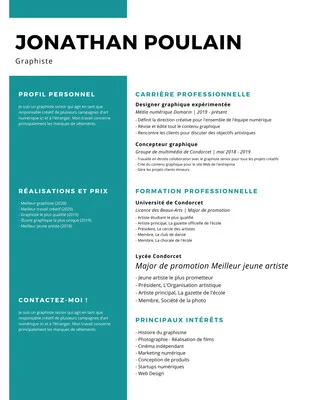 JONATHAN POULAIN
Graphiste
PROFIL PERSONNEL
Je suis un graphiste senior qui agit en tant que
responsable créatif de plusieurs campagnes d'art
numérique ici et à l'étranger. Mon travail concerne
principalement les marques de vêtements.
RÉALISATIONS ET PRIX
- Meilleur graphiste (2020)
- Meilleur travail créatif (2020)
- Graphiste le plus qualifié (2019)
- Œuvre graphique la plus unique (2019)
- Meilleur jeune artiste (2018)
CONTACTEZ-MOI !
Je suis un graphiste senior qui agit en tant que
responsable créatif de plusieurs campagnes d'art
numérique ici et à l'étranger. Mon travail concerne
principalement les marques de vêtements.
CARRIÈRE PROFESSIONNELLE
Designer graphique expérimentée
Média numérique Domarin | 2019 - présent
- Définit la direction créative pour l'ensemble de l'équipe numérique
- Révise et édite tout le contenu graphique
- Rencontre les clients pour discuter des objectifs artistiques
Concepteur graphique
Groupe de multimédia de Condorcet | mai 2018 - 2019
- Travaille en étroite collaboration avec le graphiste senior pour tous les projets créatifs
- Crée du contenu graphique pour le site Web de l'entreprise
- Gère les projets clients mineurs
FORMATION PROFESSIONNELLE
Université de Condorcet
Licence des Beaux-Arts | Major de promotion
- Artiste étudiant le plus qualifié
- Artiste principal, La gazette officielle de l'école
- Président, Le cercle des artistes
- Membre, Le club de danse
- Membre, La chorale de l'école
Lycée Condorcet
Major de promotion Meilleur jeune artiste
- Jeune artiste le plus prometteur
- Président, L'Organisation artistique
- Artiste principal, La gazette de l'école
- Membre, Société de la photo
PRINCIPAUX INTÉRÊTS
- Histoire du graphisme
- Photographie - Réalisation de films
- Cinéma indépendant
- Marketing numérique
- Conception de produits
- Startups numériques
- Web Design